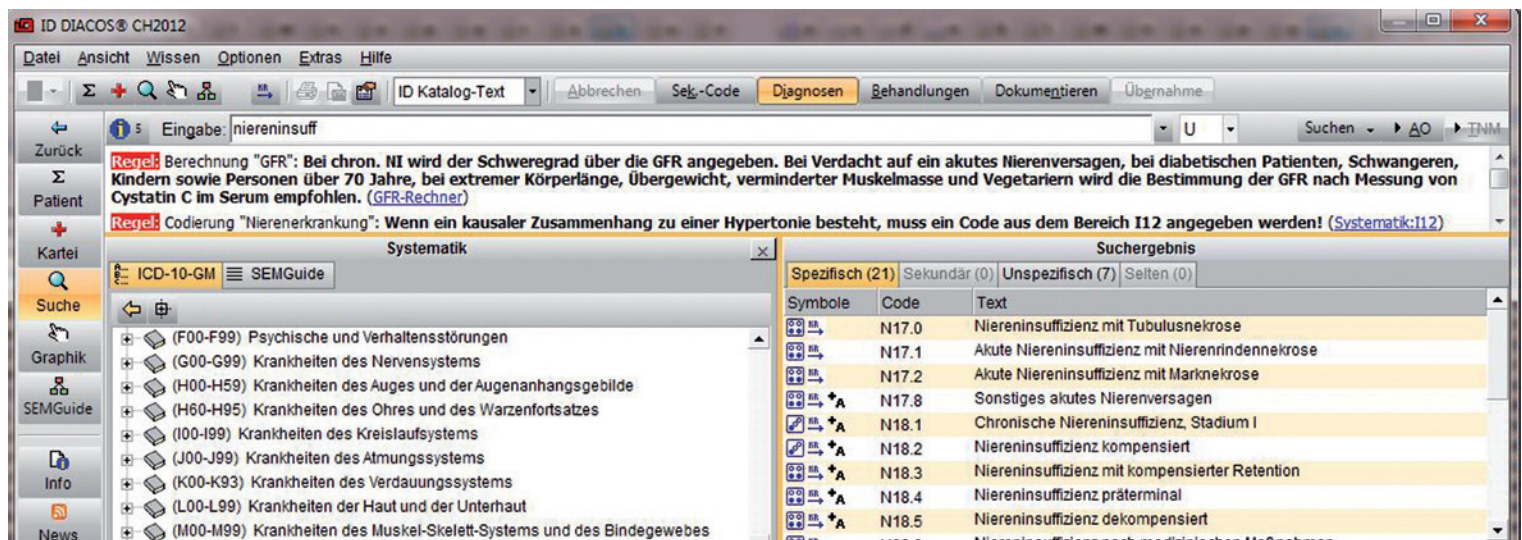 ID DIACOS® CH2012
Datei Ansicht Wissen Optionen Extras Hilfe
Σ ID Katalog-Text Abbrechen Sek.-Code Diagnosen Behandlungen Dokumentieren Übernahme
Zurück
Σ
Patient
Kartei
Suche
Graphik
SEMGuide
Info
News
5 Eingabe: niereninsuff U Suchen AO TNM
Regel: Berechnung "GFR": Bei chron. NI wird der Schweregrad über die GFR angegeben. Bei Verdacht auf ein akutes Nierenversagen, bei diabetischen Patienten, Schwangeren,
Kindern sowie Personen über 70 Jahre, bei extremer Körperlänge, Übergewicht, verminderter Muskelmasse und Vegetariern wird die Bestimmung der GFR nach Messung von
Cystatin C im Serum empfohlen. (GFR-Rechner)
Regel: Codierung "Nierenerkrankung": Wenn ein kausaler Zusammenhang zu einer Hypertonie besteht, muss ein Code aus dem Bereich I12 angegeben werden! (Systematik:I12)
Systematik
ICD-10-GM SEMGuide
(F00-F99) Psychische und Verhaltensstörungen
(G00-G99) Krankheiten des Nervensystems
(H00-H59) Krankheiten des Auges und der Augenanhangsgebilde
(H60-H95) Krankheiten des Ohres und des Warzenfortsatzes
(I00-I99) Krankheiten des Kreislaufsystems
(J00-J99) Krankheiten des Atmungssystems
(K00-K93) Krankheiten des Verdauungssystems
(L00-L99) Krankheiten der Haut und der Unterhaut
(M00-M99) Krankheiten des Muskel-Skelett-Systems und des Bindegewebes
Suchergebnis
Spezifisch (21) Sekundär (0) Unspezifisch (7) Selten (0)
Symbole Code Text
N17.0 Niereninsuffizienz mit Tubulusnekrose
N17.1 Akute Niereninsuffizienz mit Nierenrindennekrose
N17.2 Akute Niereninsuffizienz mit Marknekrose
A N17.8 Sonstiges akutes Nierenversagen
A N18.1 Chronische Niereninsuffizienz, Stadium I
A N18.2 Niereninsuffizienz kompensiert
A N18.3 Niereninsuffizienz mit kompensierter Retention
A N18.4 Niereninsuffizienz präterminal
A N18.5 Niereninsuffizienz dekompensiert